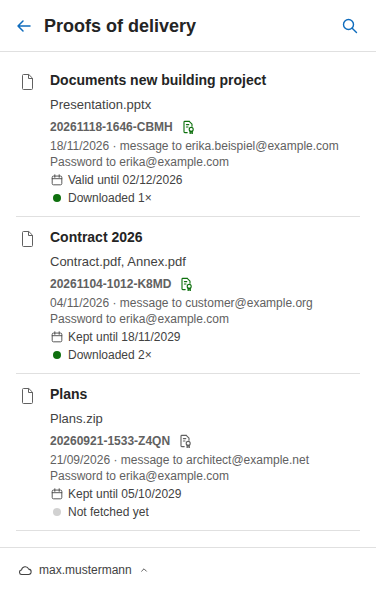 Proofs of delivery
Documents new building project
Presentation.pptx
20261118-1646-CBMH
18/11/2026 · message to erika.beispiel@example.com
Password to erika@example.com
Valid until 02/12/2026
Downloaded 1×
Contract 2026
Contract.pdf, Annex.pdf
20261104-1012-K8MD
04/11/2026 · message to customer@example.org
Password to erika@example.com
Kept until 18/11/2029
Downloaded 2×
Plans
Plans.zip
20260921-1533-Z4QN
21/09/2026 · message to architect@example.net
Password to erika@example.com
Kept until 05/10/2029
Not fetched yet
max.mustermann